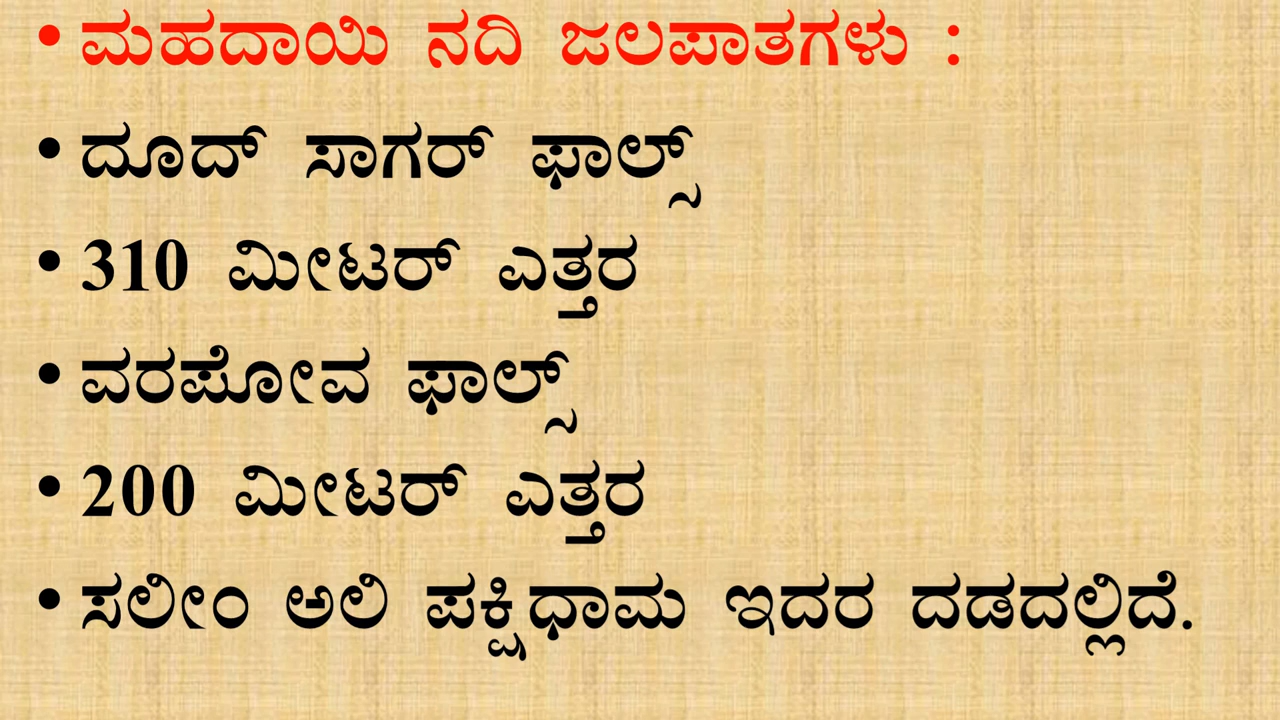 • ಮಹದಾಯಿ ನದಿ ಜಲಪಾತಗಳು :
• ದೂದ್ ಸಾಗರ್ ಫಾಲ್ಸ್
• 310 ಮೀಟರ್ ಎತ್ತರ
• ವರಪೋವ ಫಾಲ್ಸ್
• 200 ಮೀಟರ್ ಎತ್ತರ
• ಸಲೀಂ ಅಲಿ ಪಕ್ಷಿಧಾಮ ಇದರ ದಡದಲ್ಲಿದೆ.